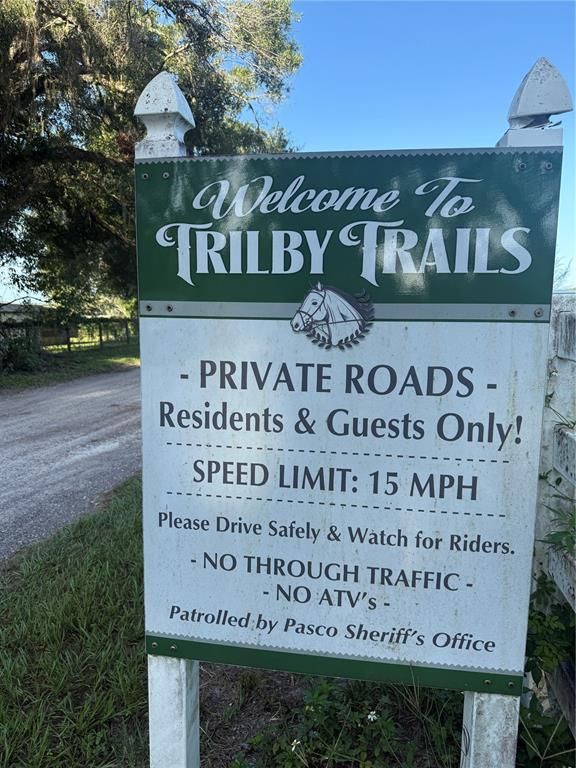 Welcome To
TRILBY TRAILS
- PRIVATE ROADS -
Residents & Guests Only!
SPEED LIMIT: 15 MPH
Please Drive Safely & Watch for Riders.
- NO THROUGH TRAFFIC -
- NO ATV's -
Patrolled by Pasco Sheriff's Office